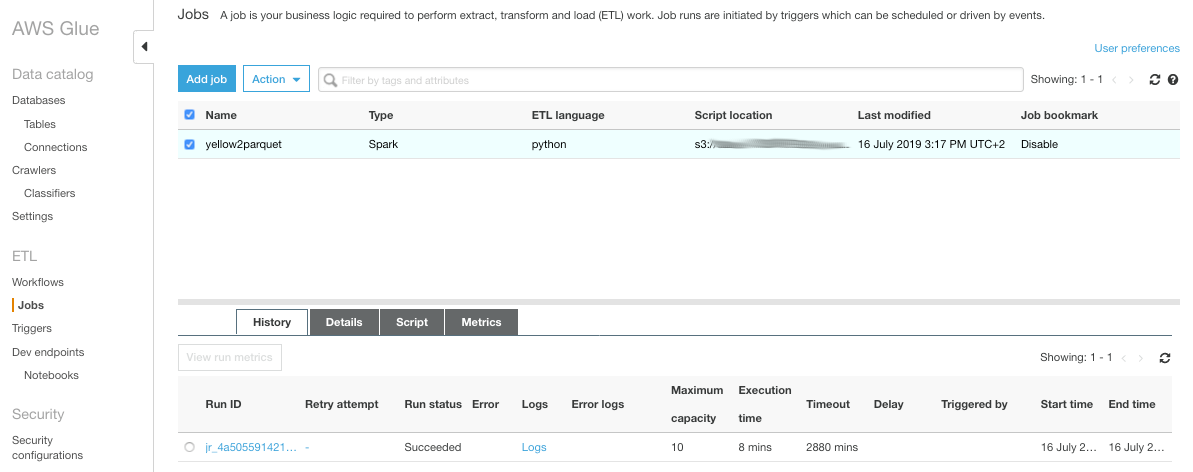 AWS Glue
Data catalog
Databases
Tables
Connections
Crawlers
Classifiers
Settings
ETL
Workflows
Jobs
Triggers
Dev endpoints
Notebooks
Security
Security
configurations
Jobs A job is your business logic required to perform extract, transform and load (ETL) work. Job runs are initiated by triggers which can be scheduled or driven by events.
User preferences
Add job Action Filter by tags and attributes Showing: 1 - 1
Name Type ETL language Script location Last modified Job bookmark
yellow2parquet Spark python s3:/ 16 July 2019 3:17 PM UTC+2 Disable
History Details Script Metrics
View run metrics Showing: 1 - 1
Run ID Retry attempt Run status Error Logs Error logs Maximum capacity Execution time Timeout Delay Triggered by Start time End time
jr_4a505591421... - Succeeded Logs 10 8 mins 2880 mins 16 July 2... 16 July 2...